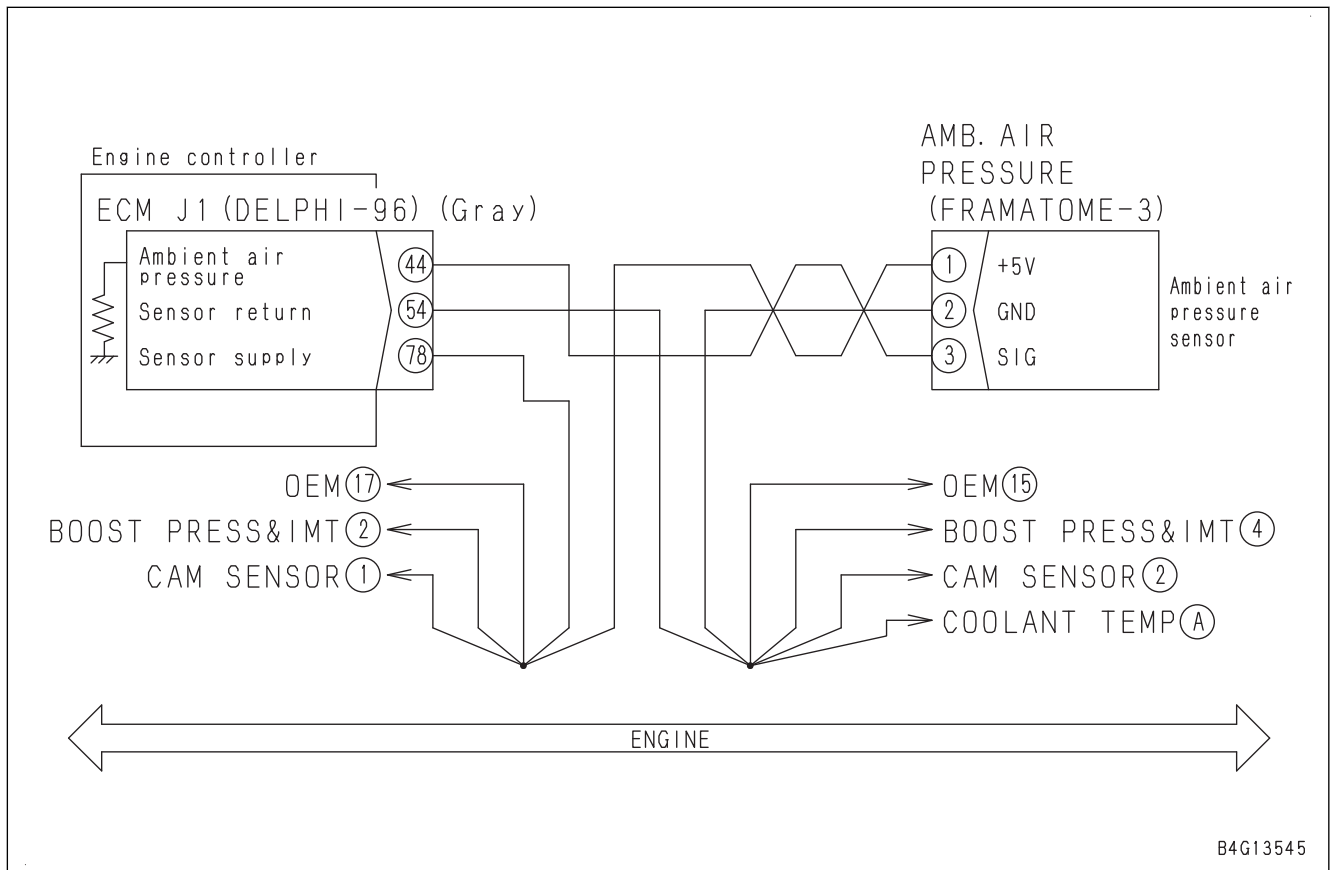 AMB. AIR
PRESSURE
(FRAMATOME-3)
Engine controller
ECM J1(DELPHI-96)(Gray)
Ambient air
pressure
44
Sensor return
54
Sensor supply
78
1
+5V
2
GND
3
SIG
Ambient air
pressure
sensor
OEM 17
BOOST PRESS&IMT 2
CAM SENSOR 1
OEM 15
BOOST PRESS&IMT 4
CAM SENSOR 2
COOLANT TEMP A
ENGINE
B4G13545